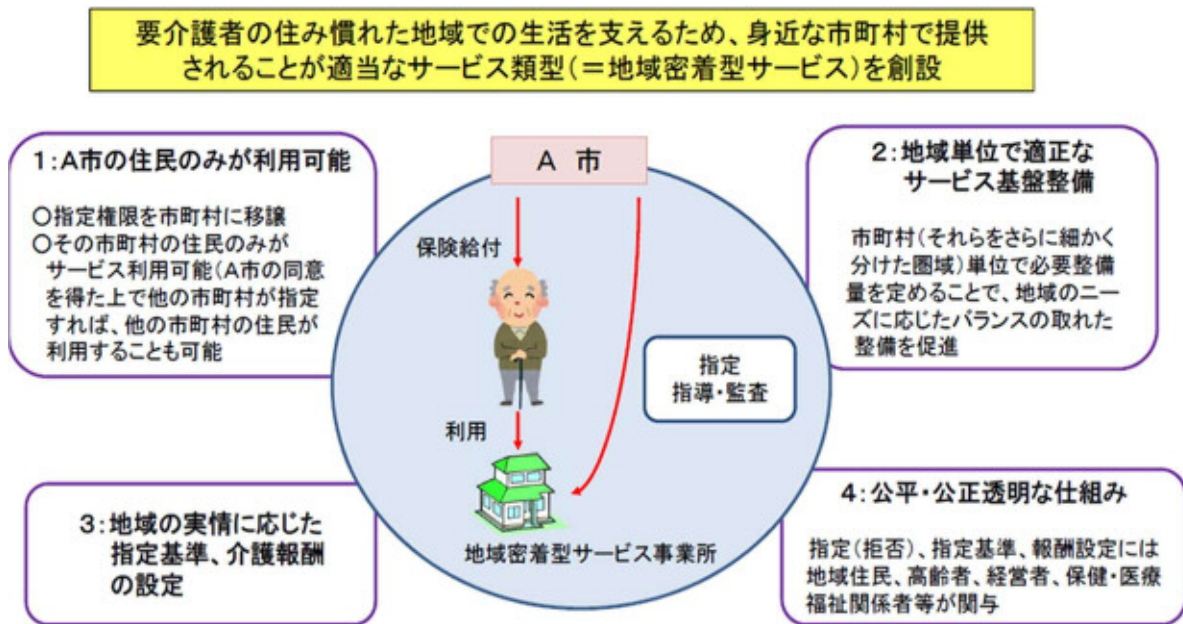 要介護者の住み慣れた地域での生活を支えるため、身近な市町村で提供
されることが適当なサービス類型(=地域密着型サービス)を創設
1:A市の住民のみが利用可能
○指定権限を市町村に移譲
○その市町村の住民のみが
サービス利用可能(A市の同意
を得た上で他の市町村が指定
すれば、他の市町村の住民が
利用することも可能
A 市
保険給付
利用
指定
指導・監査
地域密着型サービス事業所
2:地域単位で適正な
サービス基盤整備
市町村(それらをさらに細かく
分けた圏域)単位で必要整備
量を定めることで、地域のニー
ズに応じたバランスの取れた
整備を促進
3:地域の実情に応じた
指定基準、介護報酬
の設定
4:公平・公正透明な仕組み
指定(拒否)、指定基準、報酬設定には
地域住民、高齢者、経営者、保健・医療
福祉関係者等が関与